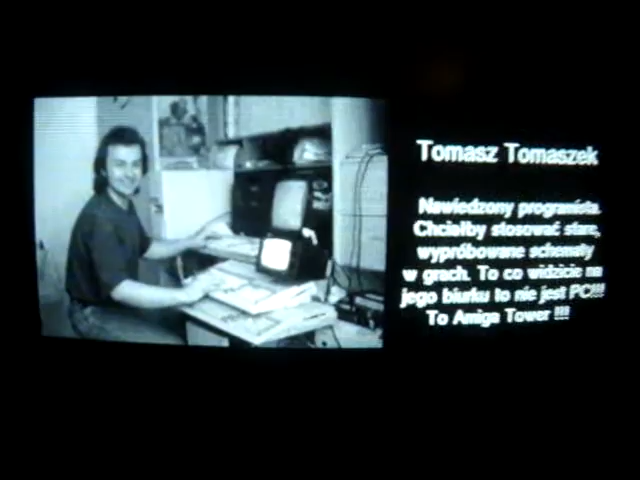 Tomasz Tomaszek
Nawiedzony programista.
Chciałby stosować stare,
wypróbowane schematy
w grach. To co widzicie na
jego biurku to nie jest PC!!!
To Amiga Tower !!!